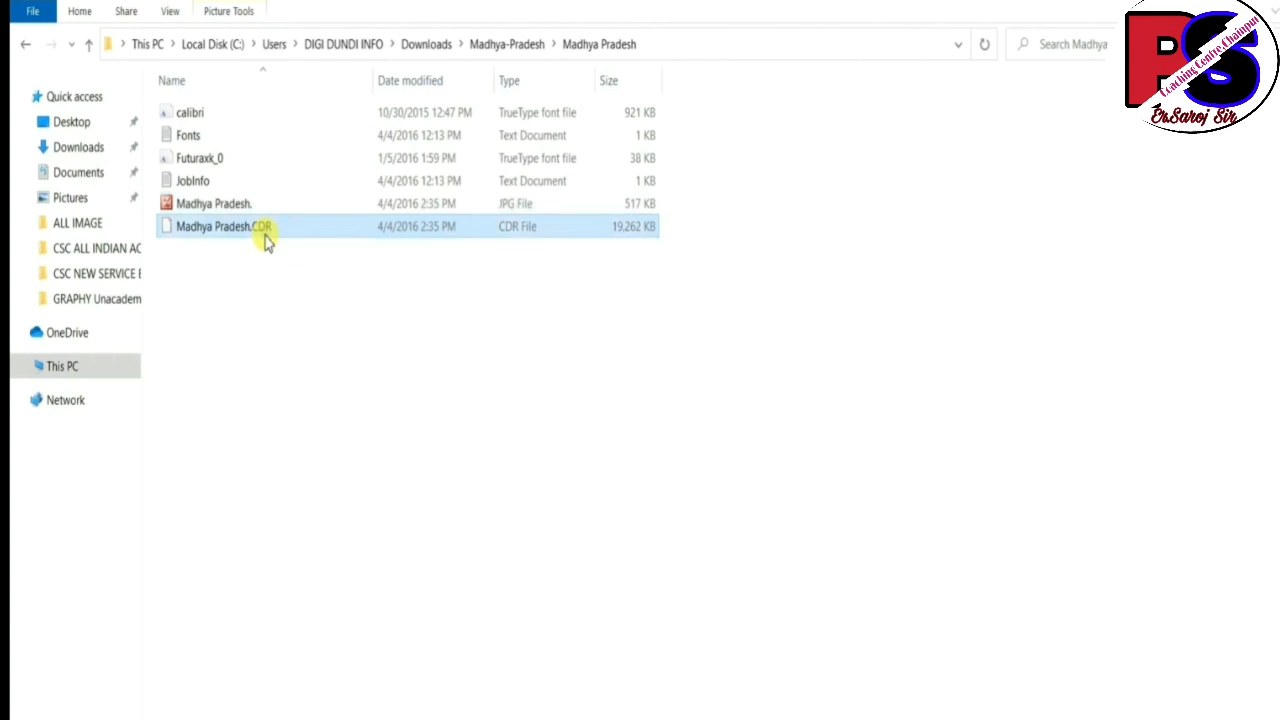 File Home Share View Picture Tools
This PC Local Disk (C:) Users DIGI DUNDI INFO Downloads Madhya-Pradesh Madhya Pradesh Search Madhya
PS
Coaching Centre, Chainpur
Er.Saroj Sir
Name Date modified Type Size
Quick access
Desktop
Downloads
Documents
Pictures
ALL IMAGE
CSC ALL INDIAN AC
CSC NEW SERVICE E
GRAPHY Unacadem
OneDrive
This PC
Network
calibri 10/30/2015 12:47 PM TrueType font file 921 KB
Fonts 4/4/2016 12:13 PM Text Document 1 KB
Futuraxk_0 1/5/2016 1:59 PM TrueType font file 38 KB
JobInfo 4/4/2016 12:13 PM Text Document 1 KB
Madhya Pradesh. 4/4/2016 2:35 PM JPG File 517 KB
Madhya Pradesh.CDR 4/4/2016 2:35 PM CDR File 19,262 KB